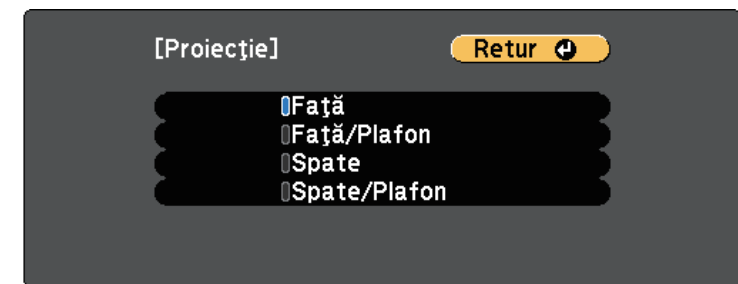 [Proiecţie]
Retur
Faţă
Faţă/Plafon
Spate
Spate/Plafon